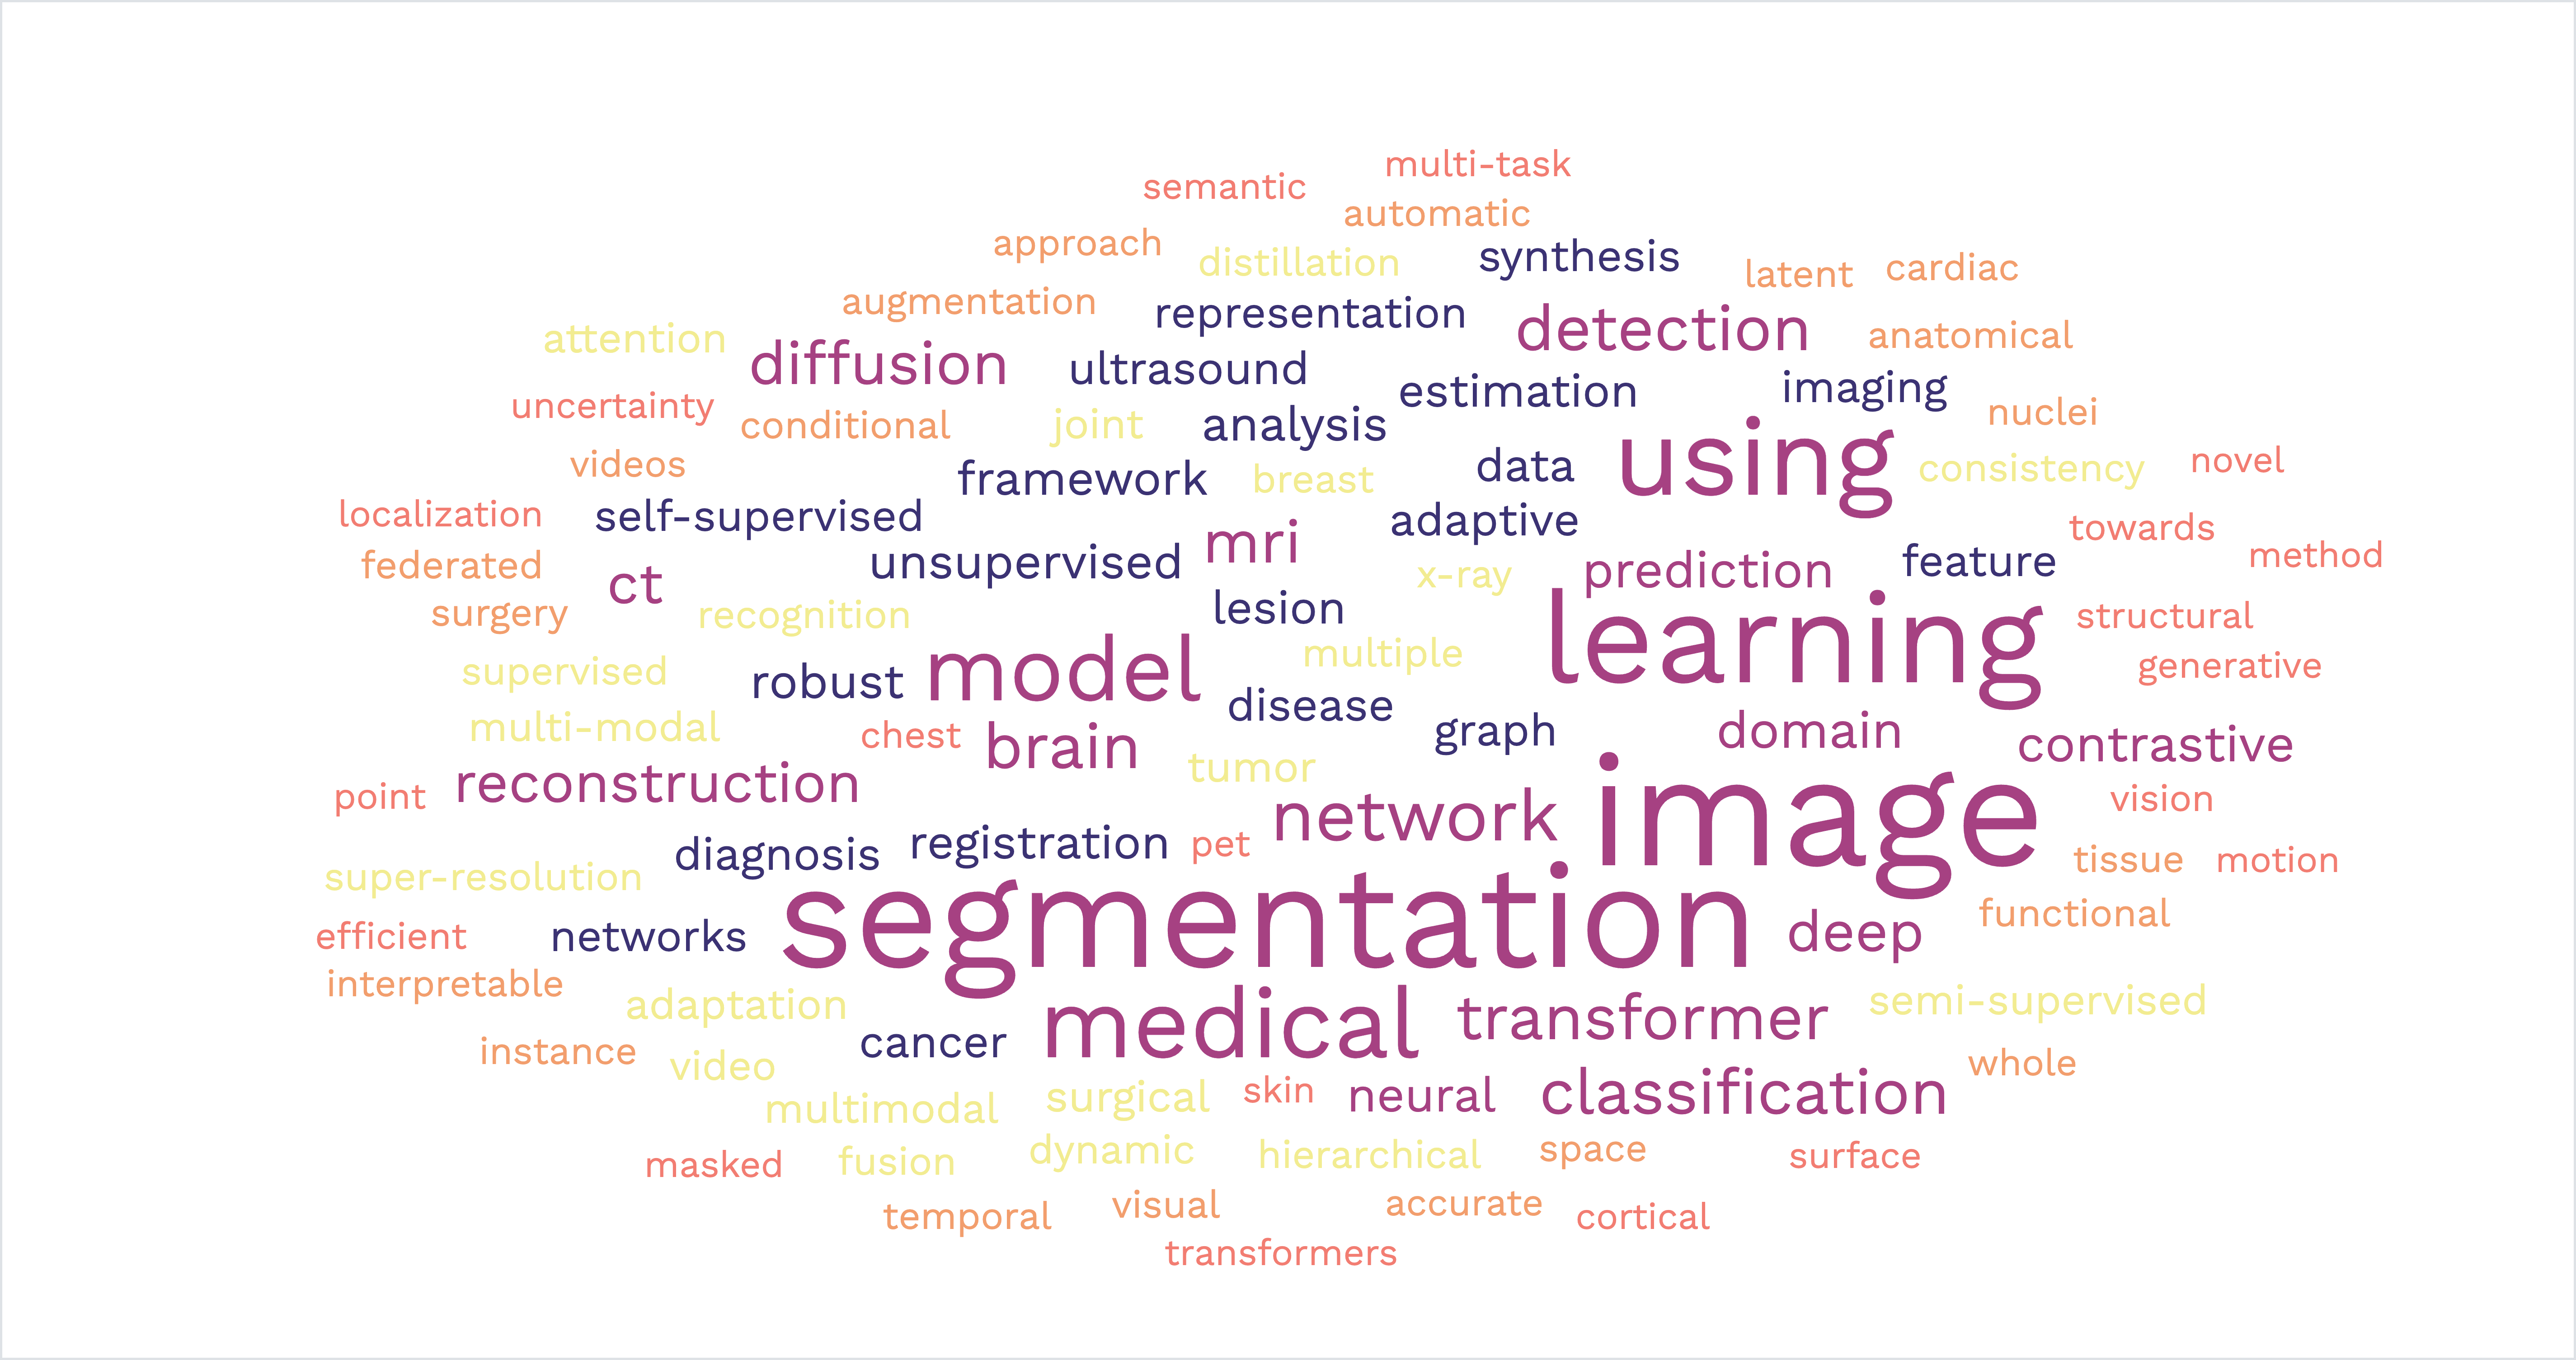 multi-task
semantic
automatic
approach
distillation
synthesis
latent
cardiac
augmentation
representation
detection
anatomical
attention
diffusion
ultrasound
estimation
imaging
uncertainty
conditional
joint
analysis
nuclei
using
videos
framework
breast
data
consistency
novel
localization
self-supervised
mri
adaptive
towards
federated
ct
unsupervised
x-ray
prediction
feature
method
surgery
recognition
lesion
learning
structural
supervised
robust
model
multiple
generative
multi-modal
chest
brain
disease
graph
domain
contrastive
point
reconstruction
tumor
network
image
vision
super-resolution
diagnosis
registration
pet
tissue
motion
efficient
networks
segmentation
deep
functional
interpretable
adaptation
medical
transformer
semi-supervised
instance
video
cancer
whole
multimodal
surgical
skin
neural
classification
masked
fusion
dynamic
hierarchical
space
surface
temporal
visual
accurate
cortical
transformers